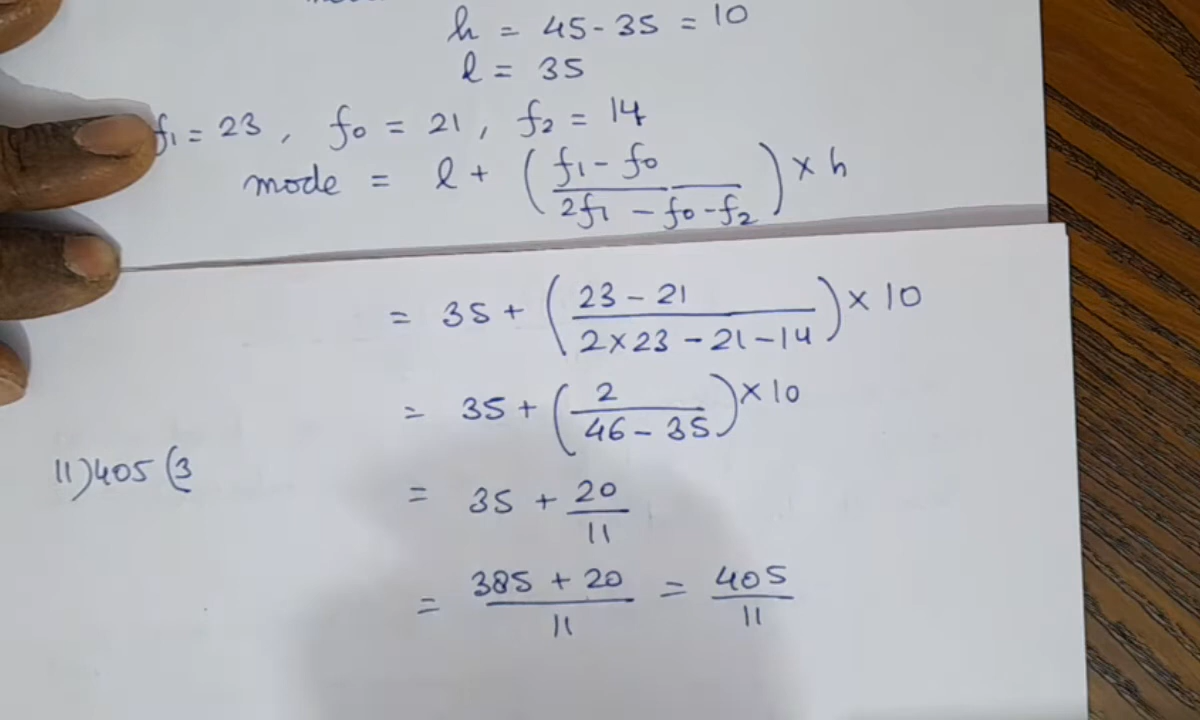 h = 45 - 35 = 10
l = 35
f1 = 23 , f0 = 21 , f2 = 14
mode = l + ( f1 - f0 / 2f1 - f0 - f2 ) × h
= 35 + ( 23 - 21 / 2×23 - 21 - 14 ) × 10
= 35 + ( 2 / 46 - 35 ) × 10
11)405(3
= 35 + 20/11
= 385 + 20 / 11 = 405/11